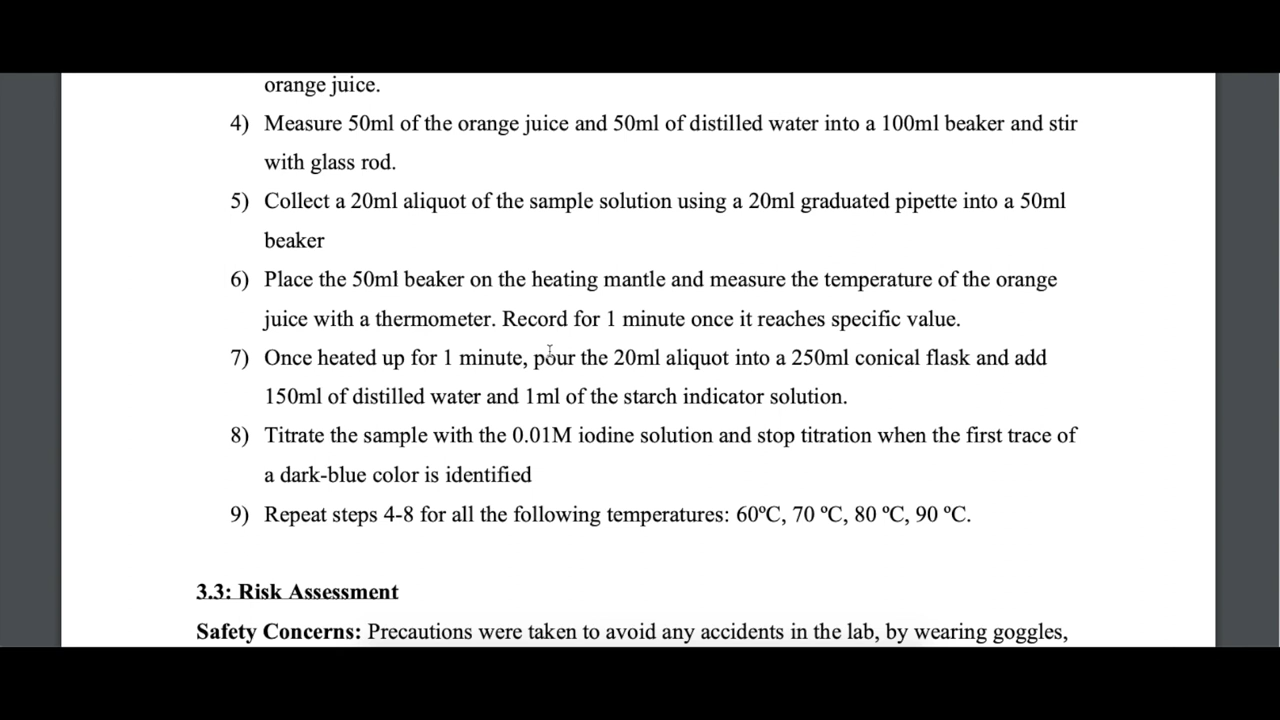 orange juice.
4) Measure 50ml of the orange juice and 50ml of distilled water into a 100ml beaker and stir
with glass rod.
5) Collect a 20ml aliquot of the sample solution using a 20ml graduated pipette into a 50ml
beaker
6) Place the 50ml beaker on the heating mantle and measure the temperature of the orange
juice with a thermometer. Record for 1 minute once it reaches specific value.
7) Once heated up for 1 minute, pour the 20ml aliquot into a 250ml conical flask and add
150ml of distilled water and 1ml of the starch indicator solution.
8) Titrate the sample with the 0.01M iodine solution and stop titration when the first trace of
a dark-blue color is identified
9) Repeat steps 4-8 for all the following temperatures: 60ºC, 70 ºC, 80 ºC, 90 ºC.
3.3: Risk Assessment
Safety Concerns: Precautions were taken to avoid any accidents in the lab, by wearing goggles,